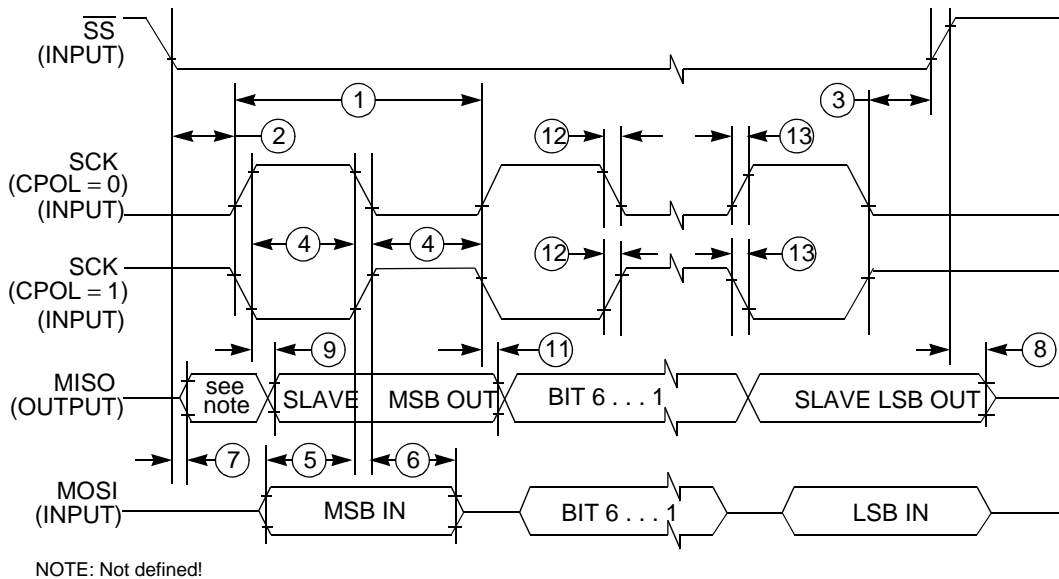 SS
(INPUT)
1
3
2
12
13
SCK
(CPOL = 0)
(INPUT)
4
4
12
13
SCK
(CPOL = 1)
(INPUT)
9
11
8
MISO
(OUTPUT)
see
note
SLAVE
MSB OUT
BIT 6 . . . 1
SLAVE LSB OUT
7
5
6
MOSI
(INPUT)
MSB IN
BIT 6 . . . 1
LSB IN
NOTE: Not defined!